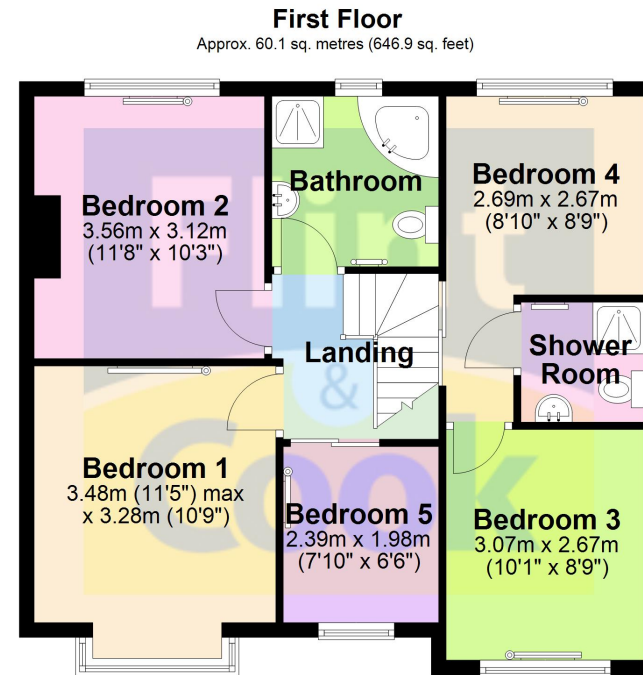 First Floor
Approx. 60.1 sq. metres (646.9 sq. feet)
Bedroom 2
3.56m x 3.12m
(11'8" x 10'3")
Bathroom
Bedroom 4
2.69m x 2.67m
(8'10" x 8'9")
Landing
Shower
Room
Bedroom 1
3.48m (11'5") max
x 3.28m (10'9")
Bedroom 5
2.39m x 1.98m
(7'10" x 6'6")
Bedroom 3
3.07m x 2.67m
(10'1" x 8'9")
Flint
&
Cook